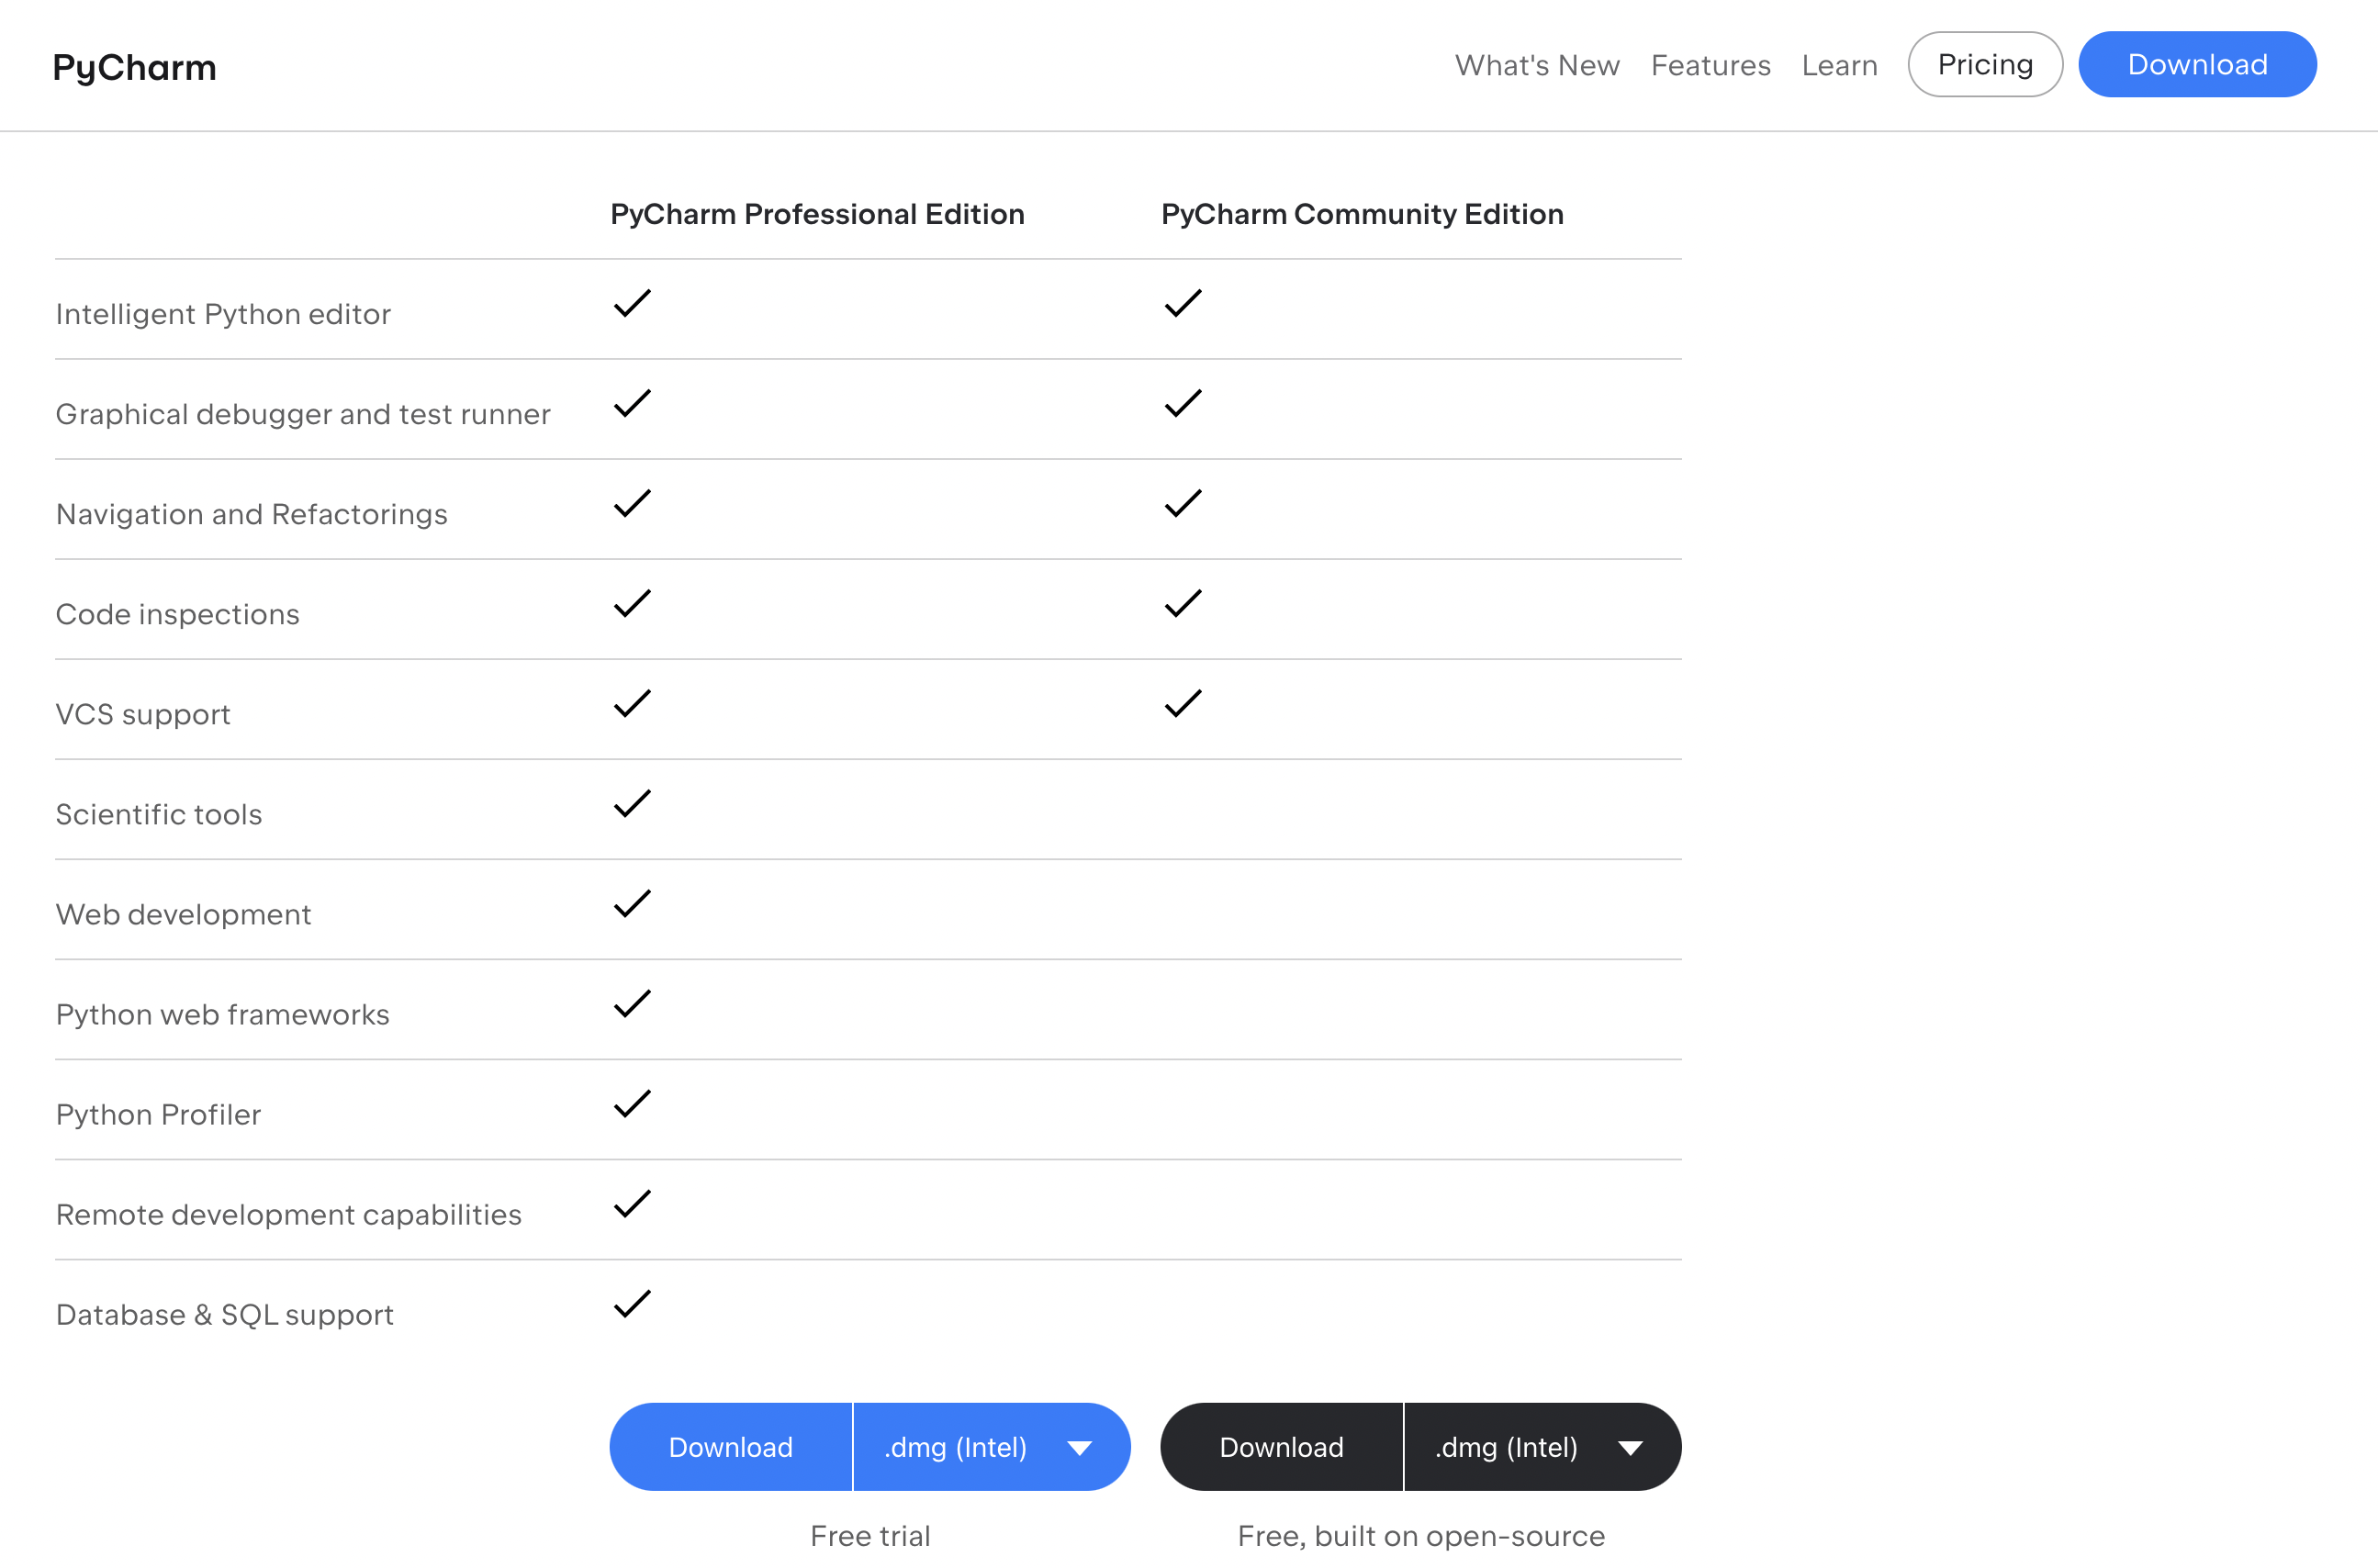 PyCharm
What's New Features Learn Pricing Download
PyCharm Professional Edition PyCharm Community Edition
Intelligent Python editor
Graphical debugger and test runner
Navigation and Refactorings
Code inspections
VCS support
Scientific tools
Web development
Python web frameworks
Python Profiler
Remote development capabilities
Database & SQL support
Download .dmg (Intel) Download .dmg (Intel)
Free trial Free, built on open-source